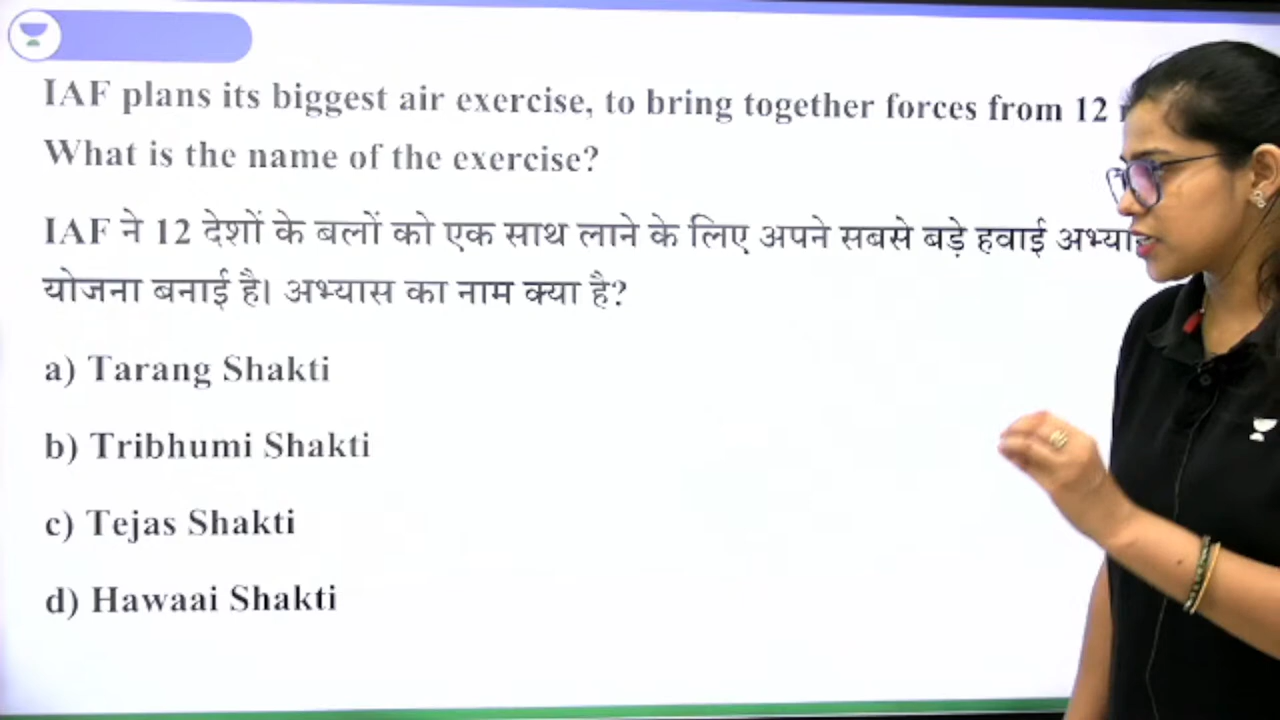 IAF plans its biggest air exercise, to bring together forces from 12
What is the name of the exercise?
IAF ने 12 देशों के बलों को एक साथ लाने के लिए अपने सबसे बड़े हवाई
योजना बनाई है। अभ्यास का नाम क्या है?
a) Tarang Shakti
b) Tribhumi Shakti
c) Tejas Shakti
d) Hawaai Shakti